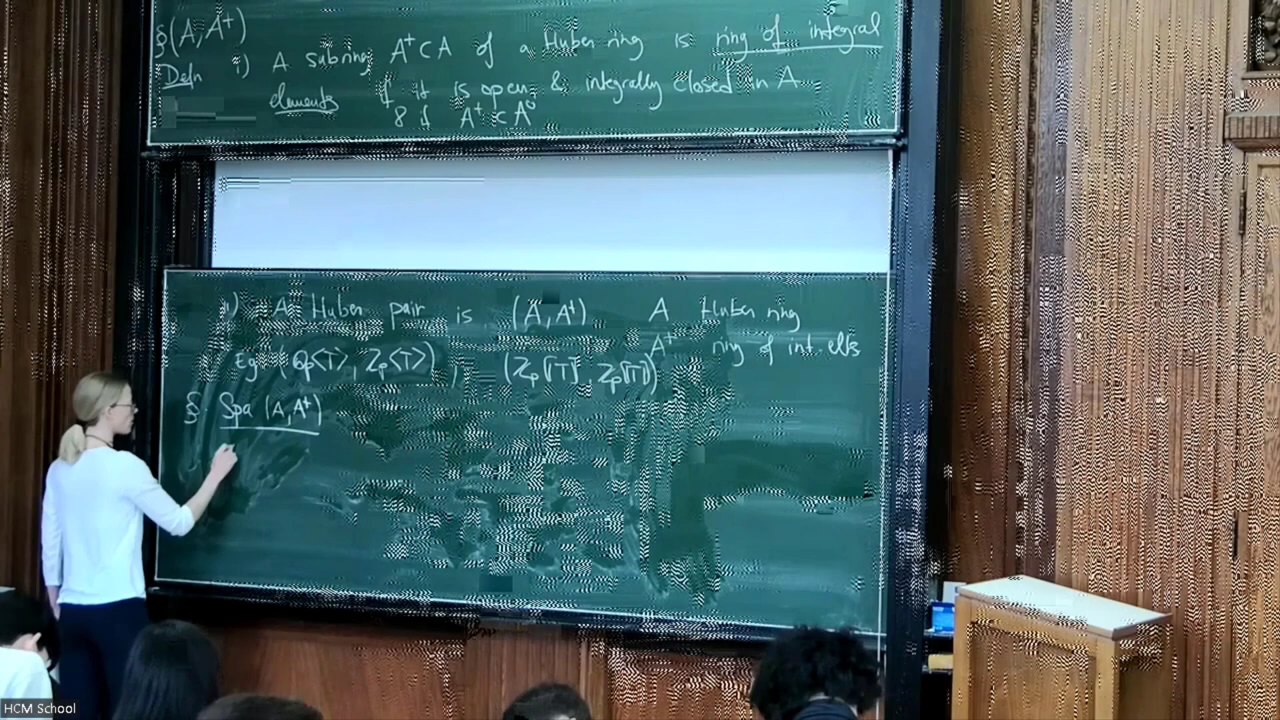 §(A, A⁺)
Defn i) A subring A⁺ ⊂ A of a Huber ring is ring of integral
elements if it is open & integrally closed in A
& if A⁺ ⊂ A°
ii) A Huber pair is (A, A⁺) A Huber ring
A⁺ ring of int. elts
Eg (Qp<T>, Zp<T>), (Zp[[T]], Zp[[T]])
§. Spa (A, A⁺)
HCM School